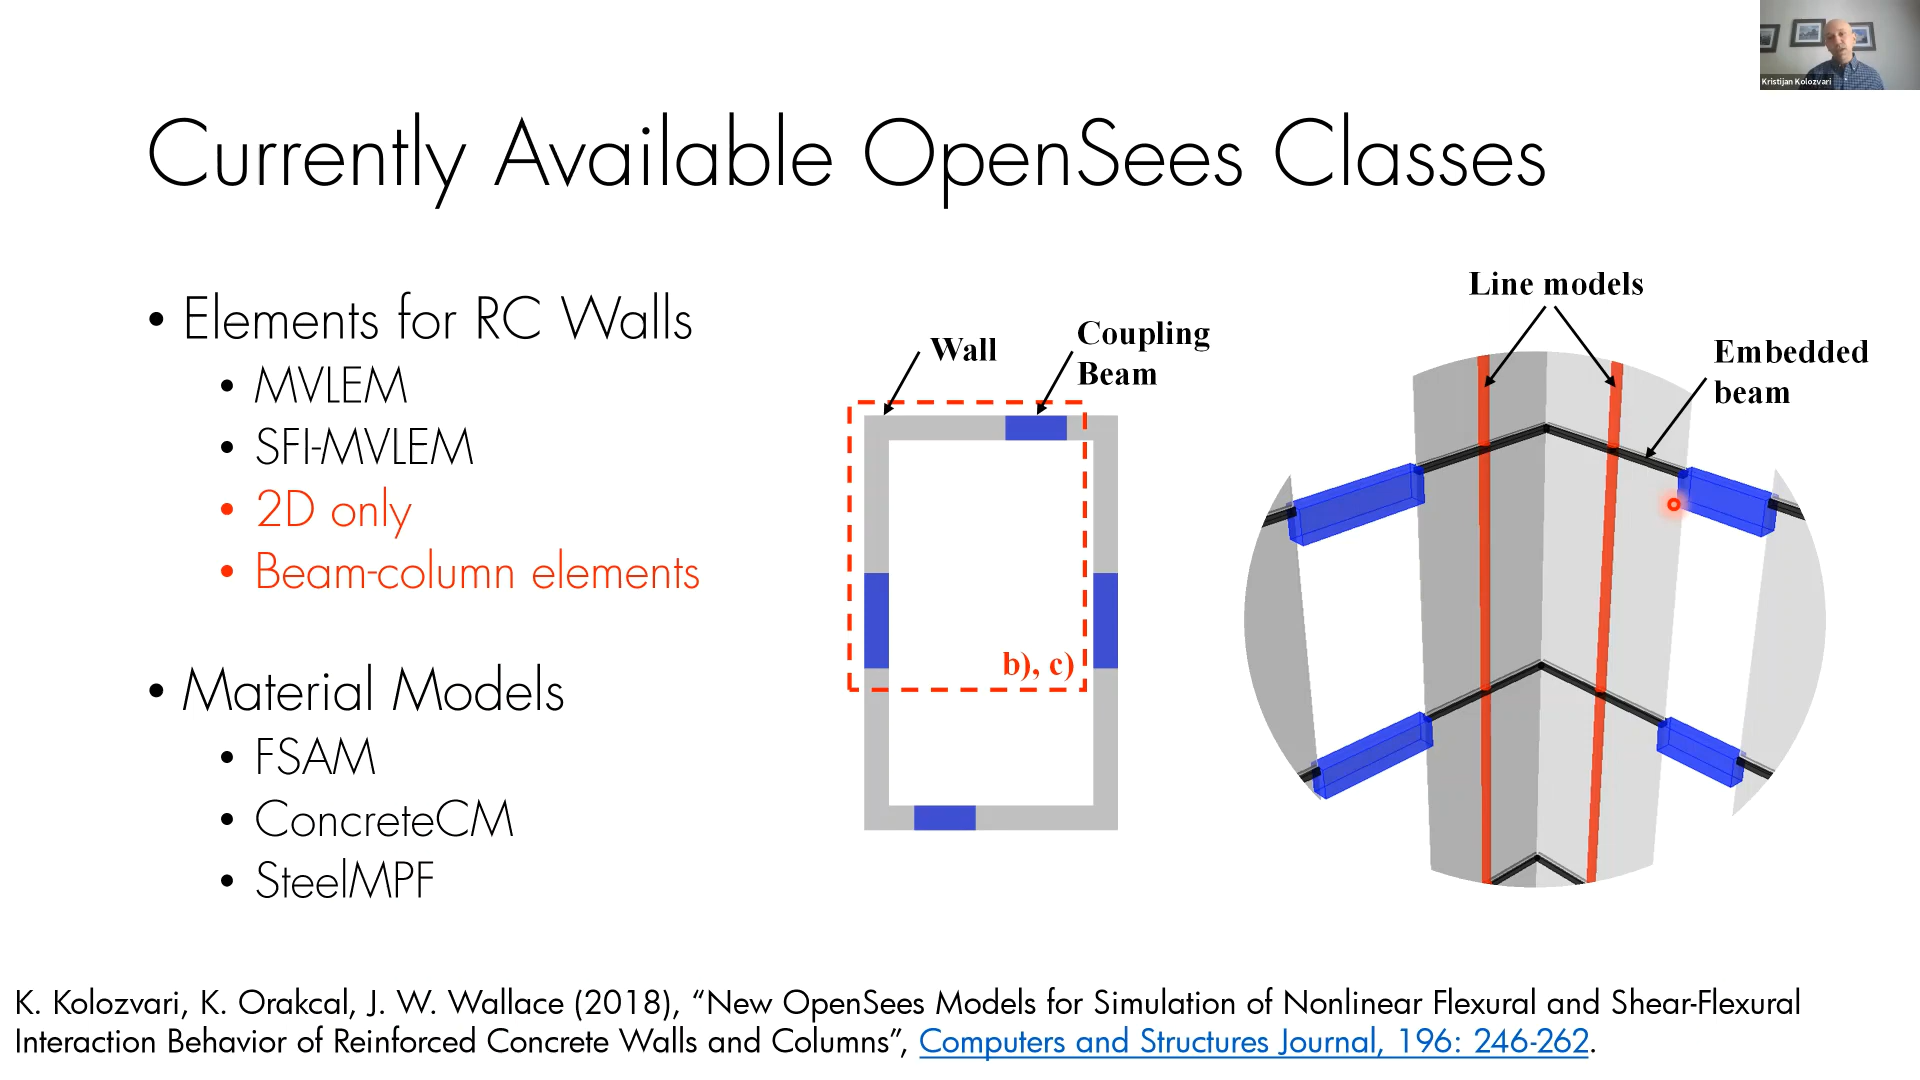 Kristijan Kolozvari
Currently Available OpenSees Classes
• Elements for RC Walls
• MVLEM
• SFI-MVLEM
• 2D only
• Beam-column elements
• Material Models
• FSAM
• ConcreteCM
• SteelMPF
Wall
Coupling
Beam
b), c)
Line models
Embedded
beam
K. Kolozvari, K. Orakcal, J. W. Wallace (2018), “New OpenSees Models for Simulation of Nonlinear Flexural and Shear-Flexural
Interaction Behavior of Reinforced Concrete Walls and Columns”, Computers and Structures Journal, 196: 246-262.